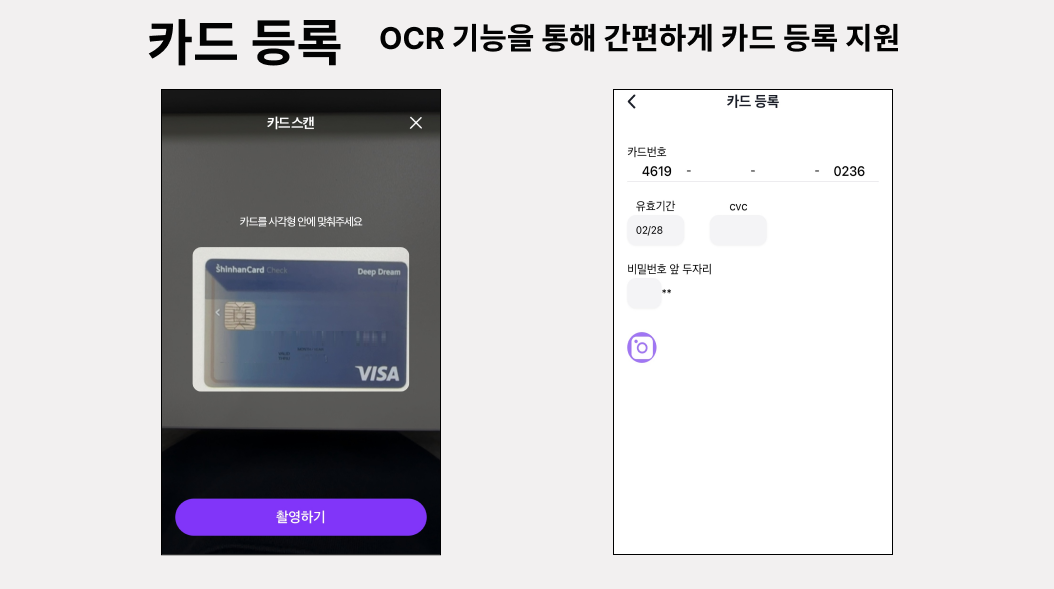 카드 등록
OCR 기능을 통해 간편하게 카드 등록 지원
카드 스캔
카드를 사각형 안에 맞춰주세요
ShinhanCard Check
Deep Dream
VISA
촬영하기
카드 등록
카드번호
4619 - - - 0236
유효기간 cvc
02/28
비밀번호 앞 두자리
**